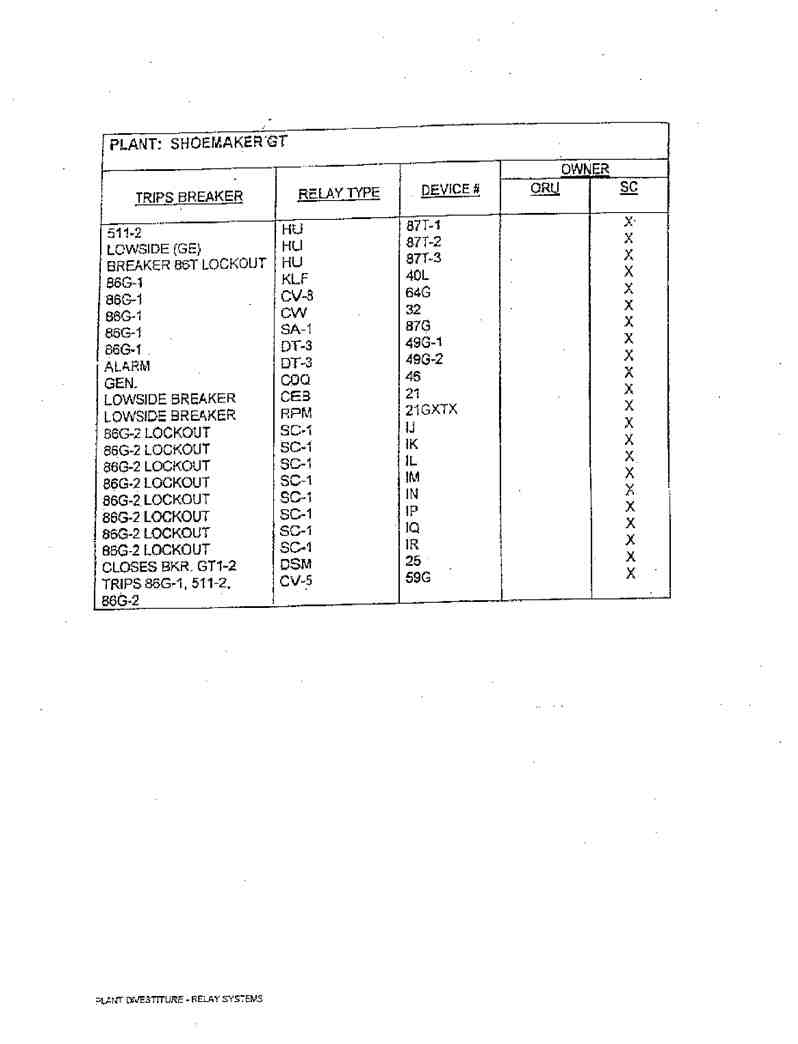 PLANT: SHOEMAKER GT
OWNER
TRIPS BREAKER RELAY TYPE DEVICE # ORU SC
511-2 HU 87T-1 X
LOWSIDE (GE) HU 87T-2 X
BREAKER 86T LOCKOUT HU 87T-3 X
86G-1 KLF 40L X
86G-1 CV-8 64G X
86G-1 CW 32 X
86G-1 SA-1 87G X
86G-1 DT-3 49G-1 X
ALARM DT-3 49G-2 X
GEN. COQ 46 X
LOWSIDE BREAKER CEB 21 X
LOWSIDE BREAKER RPM 21GXTX X
86G-2 LOCKOUT SC-1 IJ X
86G-2 LOCKOUT SC-1 IK X
86G-2 LOCKOUT SC-1 IL X
86G-2 LOCKOUT SC-1 IM X
86G-2 LOCKOUT SC-1 IN X
86G-2 LOCKOUT SC-1 IP X
86G-2 LOCKOUT SC-1 IQ X
86G-2 LOCKOUT SC-1 IR X
CLOSES BKR. GT1-2 DSM 25 X
TRIPS 86G-1, 511-2, CV-5 59G X
86G-2
PLANT DIVESTITURE - RELAY SYSTEMS